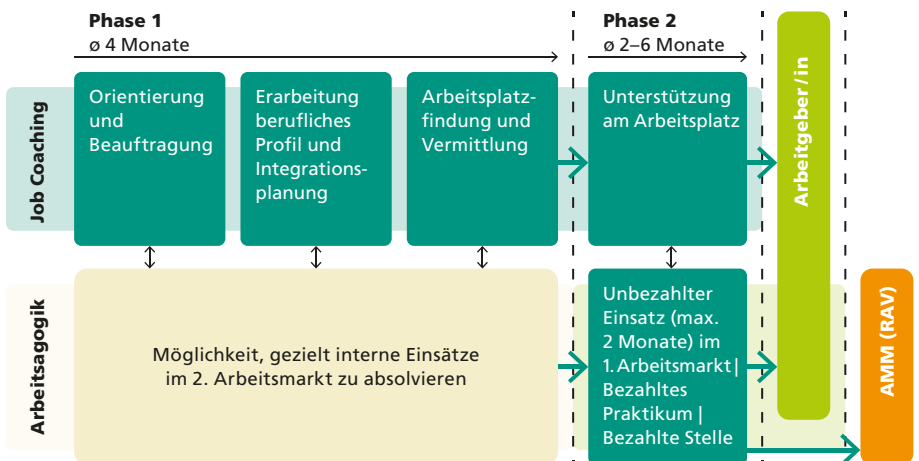 Phase 1
ø 4 Monate
Phase 2
ø 2–6 Monate
Job Coaching
Orientierung
und
Beauftragung
Erarbeitung
berufliches
Profil und
Integrations-
planung
Arbeitsplatz-
findung und
Vermittlung
Unterstützung
am Arbeitsplatz
Arbeitgeber/in
Arbeitsagogik
Möglichkeit, gezielt interne Einsätze
im 2. Arbeitsmarkt zu absolvieren
Unbezahlter
Einsatz (max.
2 Monate) im
1. Arbeitsmarkt |
Bezahltes
Praktikum |
Bezahlte Stelle
AMM (RAV)